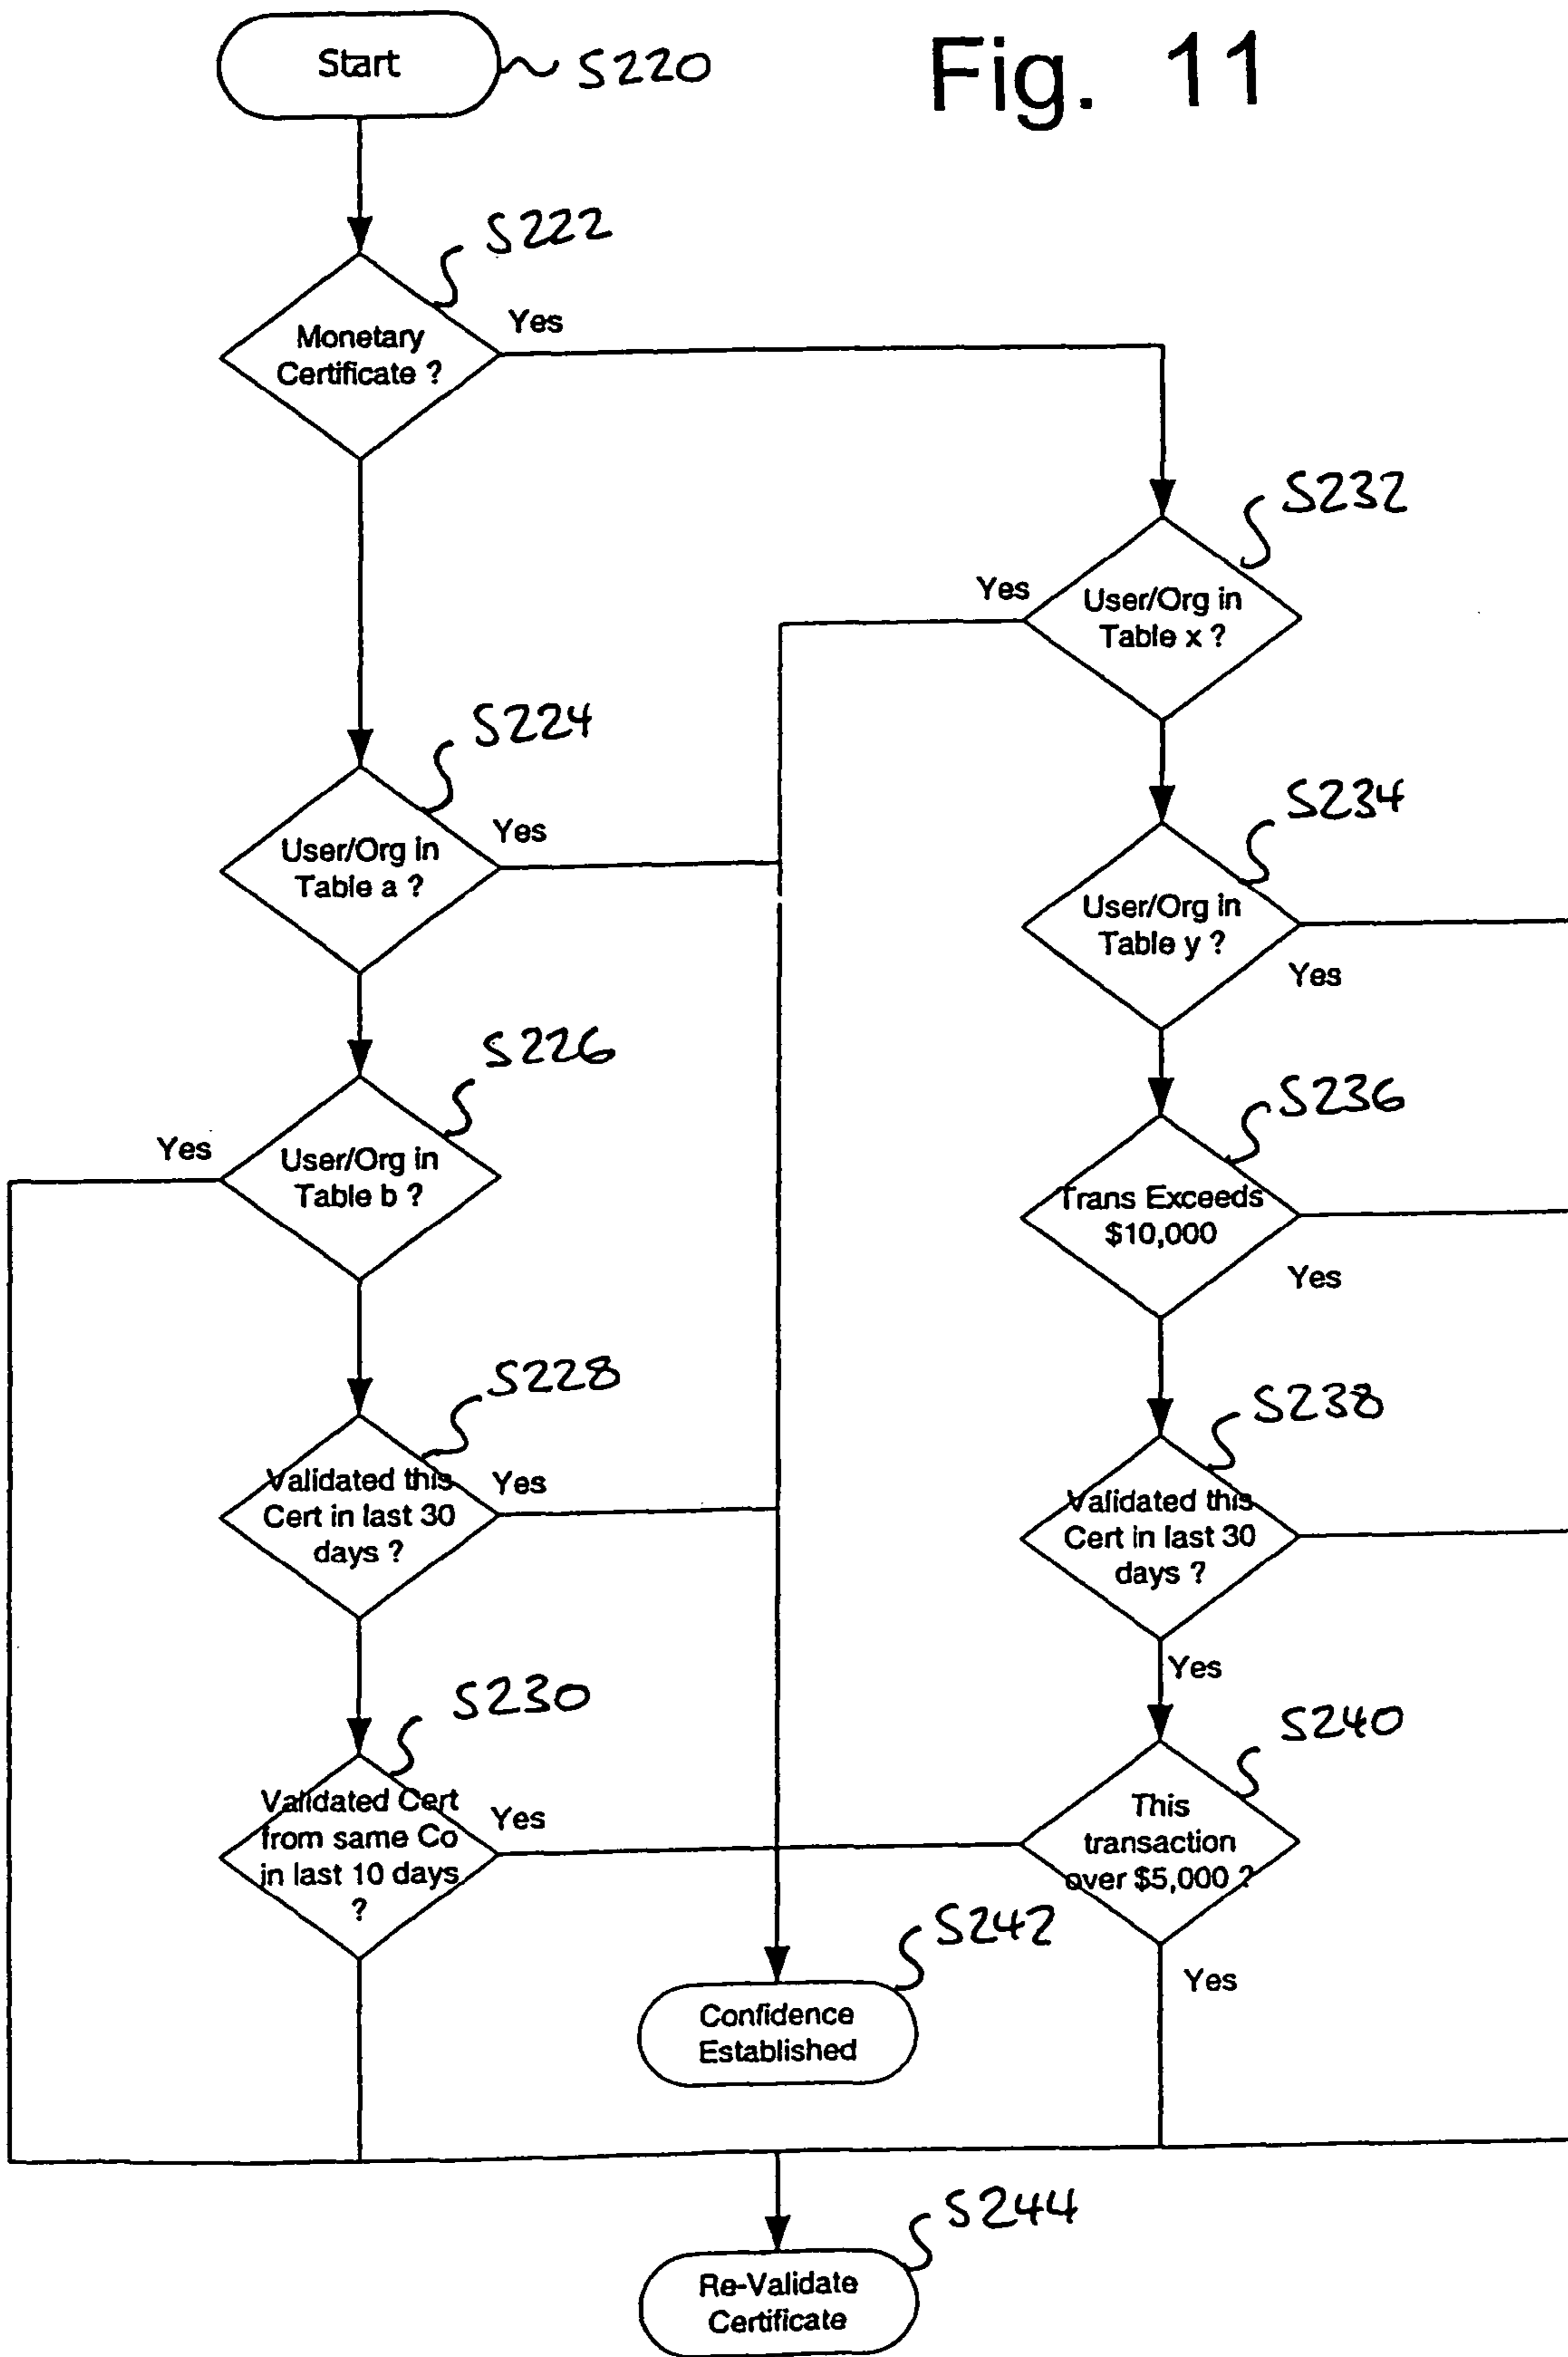 Start
S220
Fig. 11
S222
Monetary
Certificate ?
Yes
S232
Yes
User/Org in
Table x ?
S224
User/Org in
Table a ?
Yes
S234
User/Org in
Table y ?
Yes
S226
Yes
User/Org in
Table b ?
S236
Trans Exceeds
$10,000
Yes
S228
Validated this
Cert in last 30
days ?
Yes
S238
Validated this
Cert in last 30
days ?
Yes
S230
Validated Cert
from same Co
in last 10 days
?
Yes
S240
This
transaction
over $5,000 ?
Yes
S242
Confidence
Established
S244
Re-Validate
Certificate